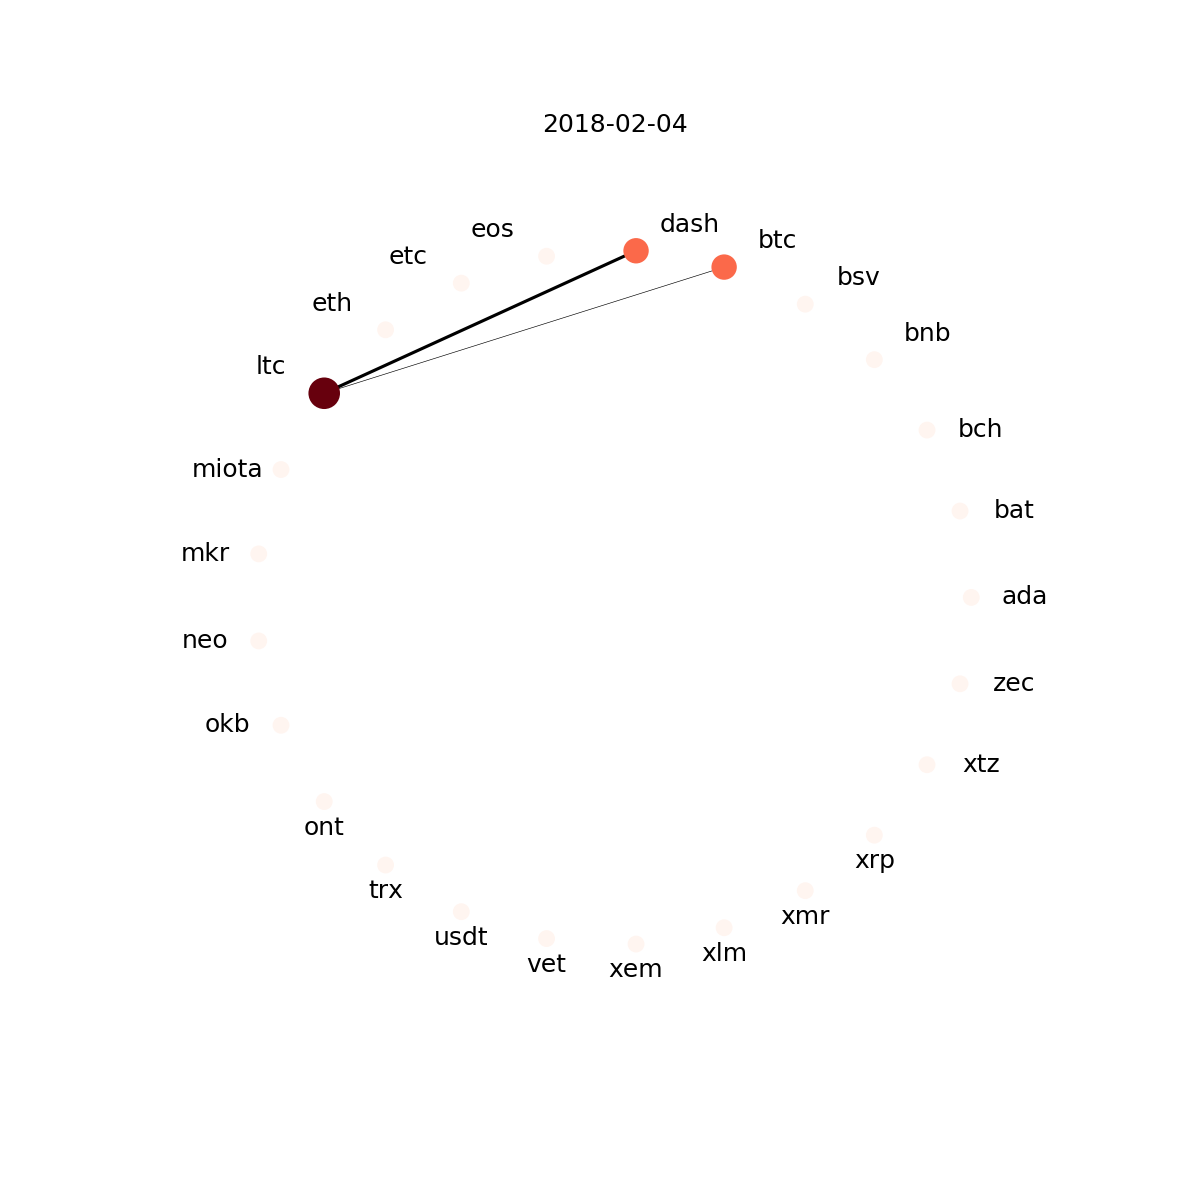 2018-02-04
dash
eos
btc
etc
bsv
eth
bnb
ltc
bch
miota
bat
mkr
ada
neo
zec
okb
xtz
ont
xrp
trx
xmr
usdt
xlm
vet
xem